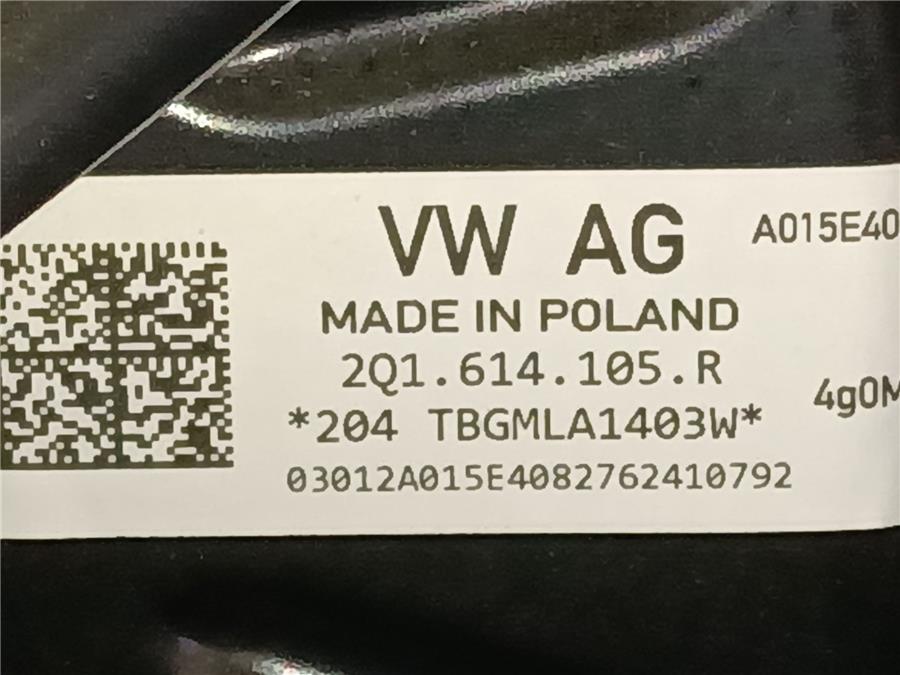 VW AG
A015E40
MADE IN POLAND
2Q1.614.105.R
4g0M
*204 TBGMLA1403W*
03012A015E4082762410792